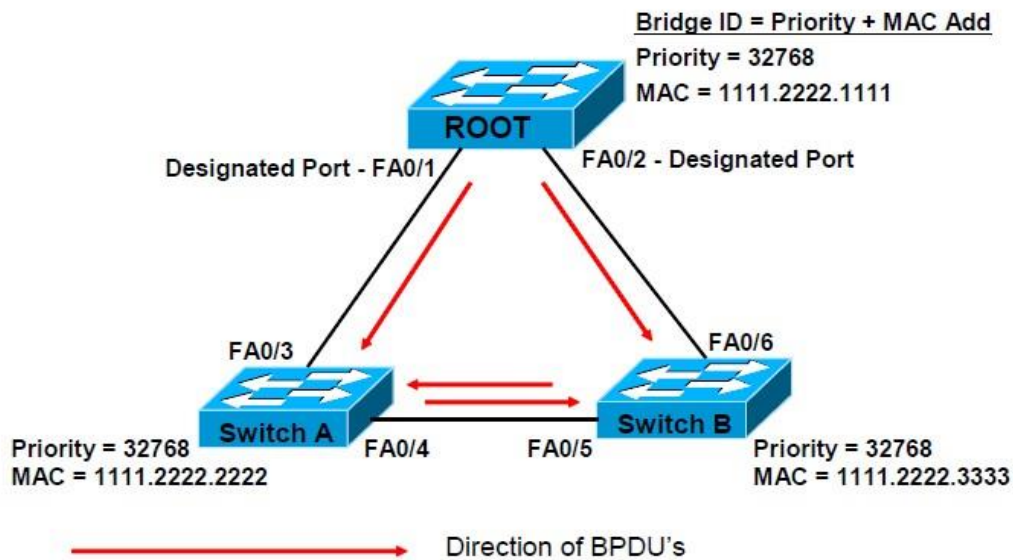 Bridge ID = Priority + MAC Add
Priority = 32768
MAC = 1111.2222.1111
ROOT
Designated Port - FA0/1
FA0/2 - Designated Port
FA0/3
FA0/6
Switch A
FA0/4
FA0/5
Switch B
Priority = 32768
MAC = 1111.2222.2222
Priority = 32768
MAC = 1111.2222.3333
Direction of BPDU's